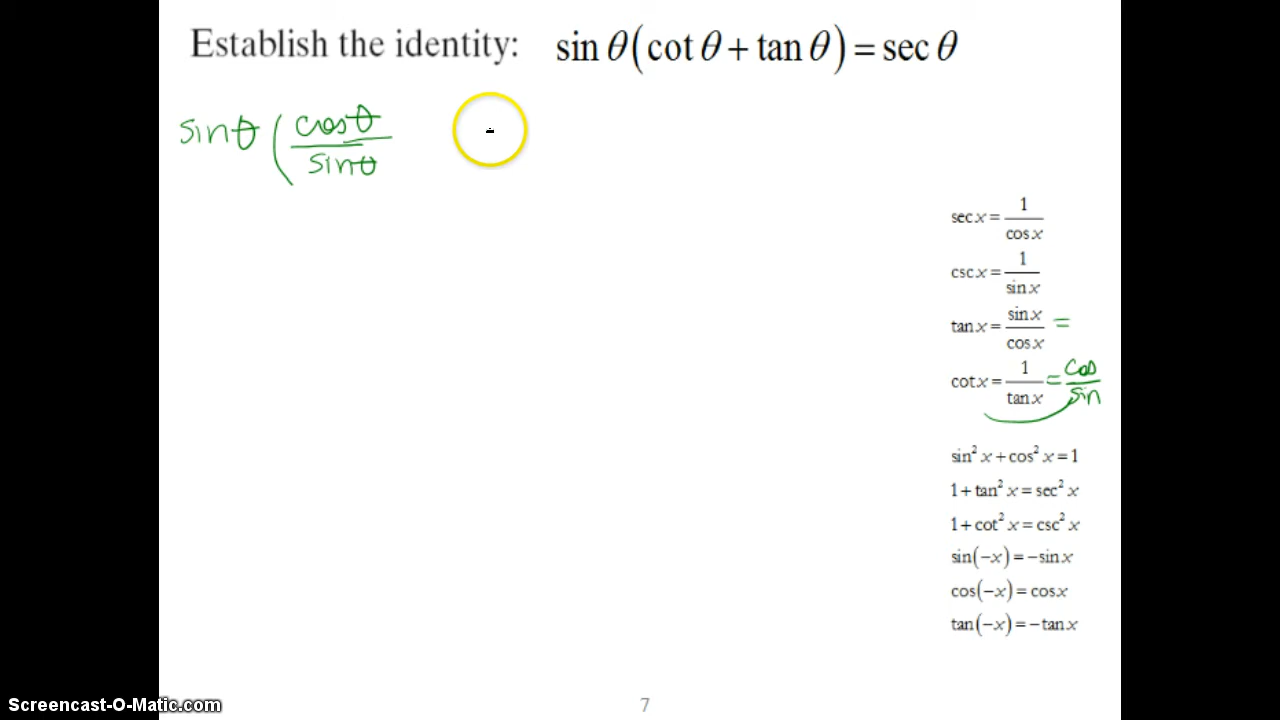 Establish the identity: sin θ(cot θ + tan θ) = sec θ
sinθ ( cosθ / sinθ
sec x = 1 / cos x
csc x = 1 / sin x
tan x = sin x / cos x =
cot x = 1 / tan x = cos / sin
sin² x + cos² x = 1
1 + tan² x = sec² x
1 + cot² x = csc² x
sin(−x) = −sin x
cos(−x) = cos x
tan(−x) = −tan x
7
Screencast-O-Matic.com